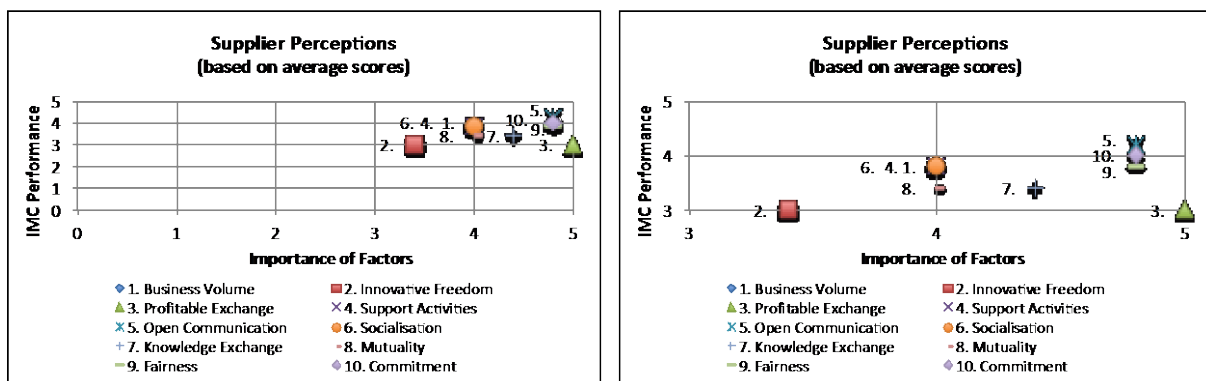 Supplier Perceptions
(based on average scores)
IMC Performance
5
4
3
2
1
0
6. 4. 1.
10. 5.
2.
8.
7.
9.
3.
0 1 2 3 4 5
Importance of Factors
1. Business Volume
2. Innovative Freedom
3. Profitable Exchange
4. Support Activities
5. Open Communication
6. Socialisation
7. Knowledge Exchange
8. Mutuality
9. Fairness
10. Commitment
Supplier Perceptions
(based on average scores)
IMC Performance
5
4
3
5.
10.
9.
6. 4. 1.
8.
7.
2.
3.
3 4 5
Importance of Factors
1. Business Volume
2. Innovative Freedom
3. Profitable Exchange
4. Support Activities
5. Open Communication
6. Socialisation
7. Knowledge Exchange
8. Mutuality
9. Fairness
10. Commitment